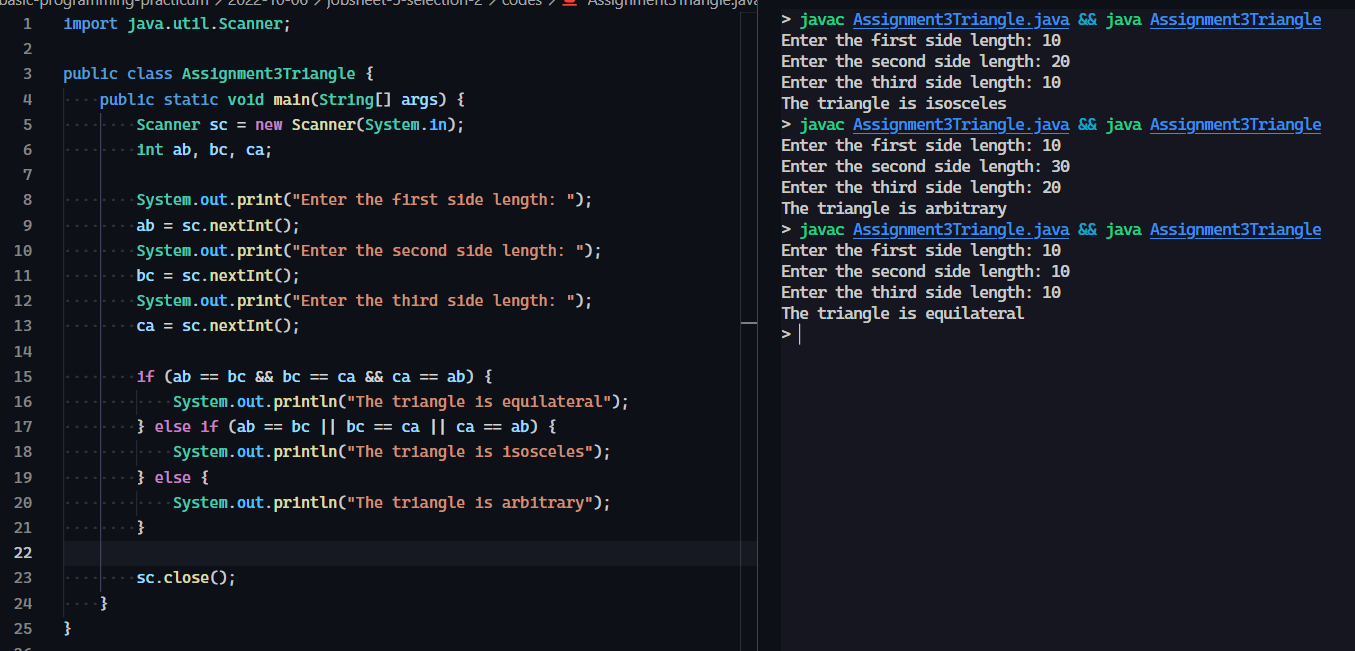 basic-programming-practicum / 2022-10-06 / jobsheet-5-selection-2 / codes / Assignment3Triangle.java
1 import java.util.Scanner;
2
3 public class Assignment3Triangle {
4 public static void main(String[] args) {
5 Scanner sc = new Scanner(System.in);
6 int ab, bc, ca;
7
8 System.out.print("Enter the first side length: ");
9 ab = sc.nextInt();
10 System.out.print("Enter the second side length: ");
11 bc = sc.nextInt();
12 System.out.print("Enter the third side length: ");
13 ca = sc.nextInt();
14
15 if (ab == bc && bc == ca && ca == ab) {
16 System.out.println("The triangle is equilateral");
17 } else if (ab == bc || bc == ca || ca == ab) {
18 System.out.println("The triangle is isosceles");
19 } else {
20 System.out.println("The triangle is arbitrary");
21 }
22
23 sc.close();
24 }
25 }
26
> javac Assignment3Triangle.java && java Assignment3Triangle
Enter the first side length: 10
Enter the second side length: 20
Enter the third side length: 10
The triangle is isosceles
> javac Assignment3Triangle.java && java Assignment3Triangle
Enter the first side length: 10
Enter the second side length: 30
Enter the third side length: 20
The triangle is arbitrary
> javac Assignment3Triangle.java && java Assignment3Triangle
Enter the first side length: 10
Enter the second side length: 10
Enter the third side length: 10
The triangle is equilateral
>